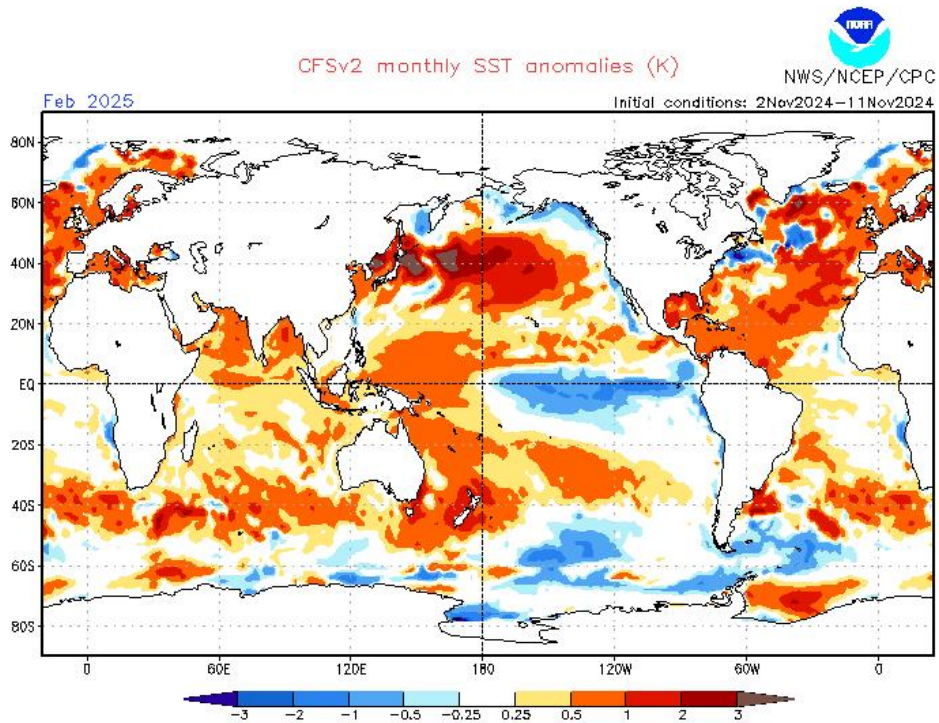 NOAA
CFSv2 monthly SST anomalies (K)
NWS/NCEP/CPC
Feb 2025
Initial conditions: 2Nov2024-11Nov2024
80N
60N
40N
20N
EQ
20S
40S
60S
80S
0 60E 120E 180 120W 60W 0
-3 -2 -1 -0.5 -0.25 0.25 0.5 1 2 3